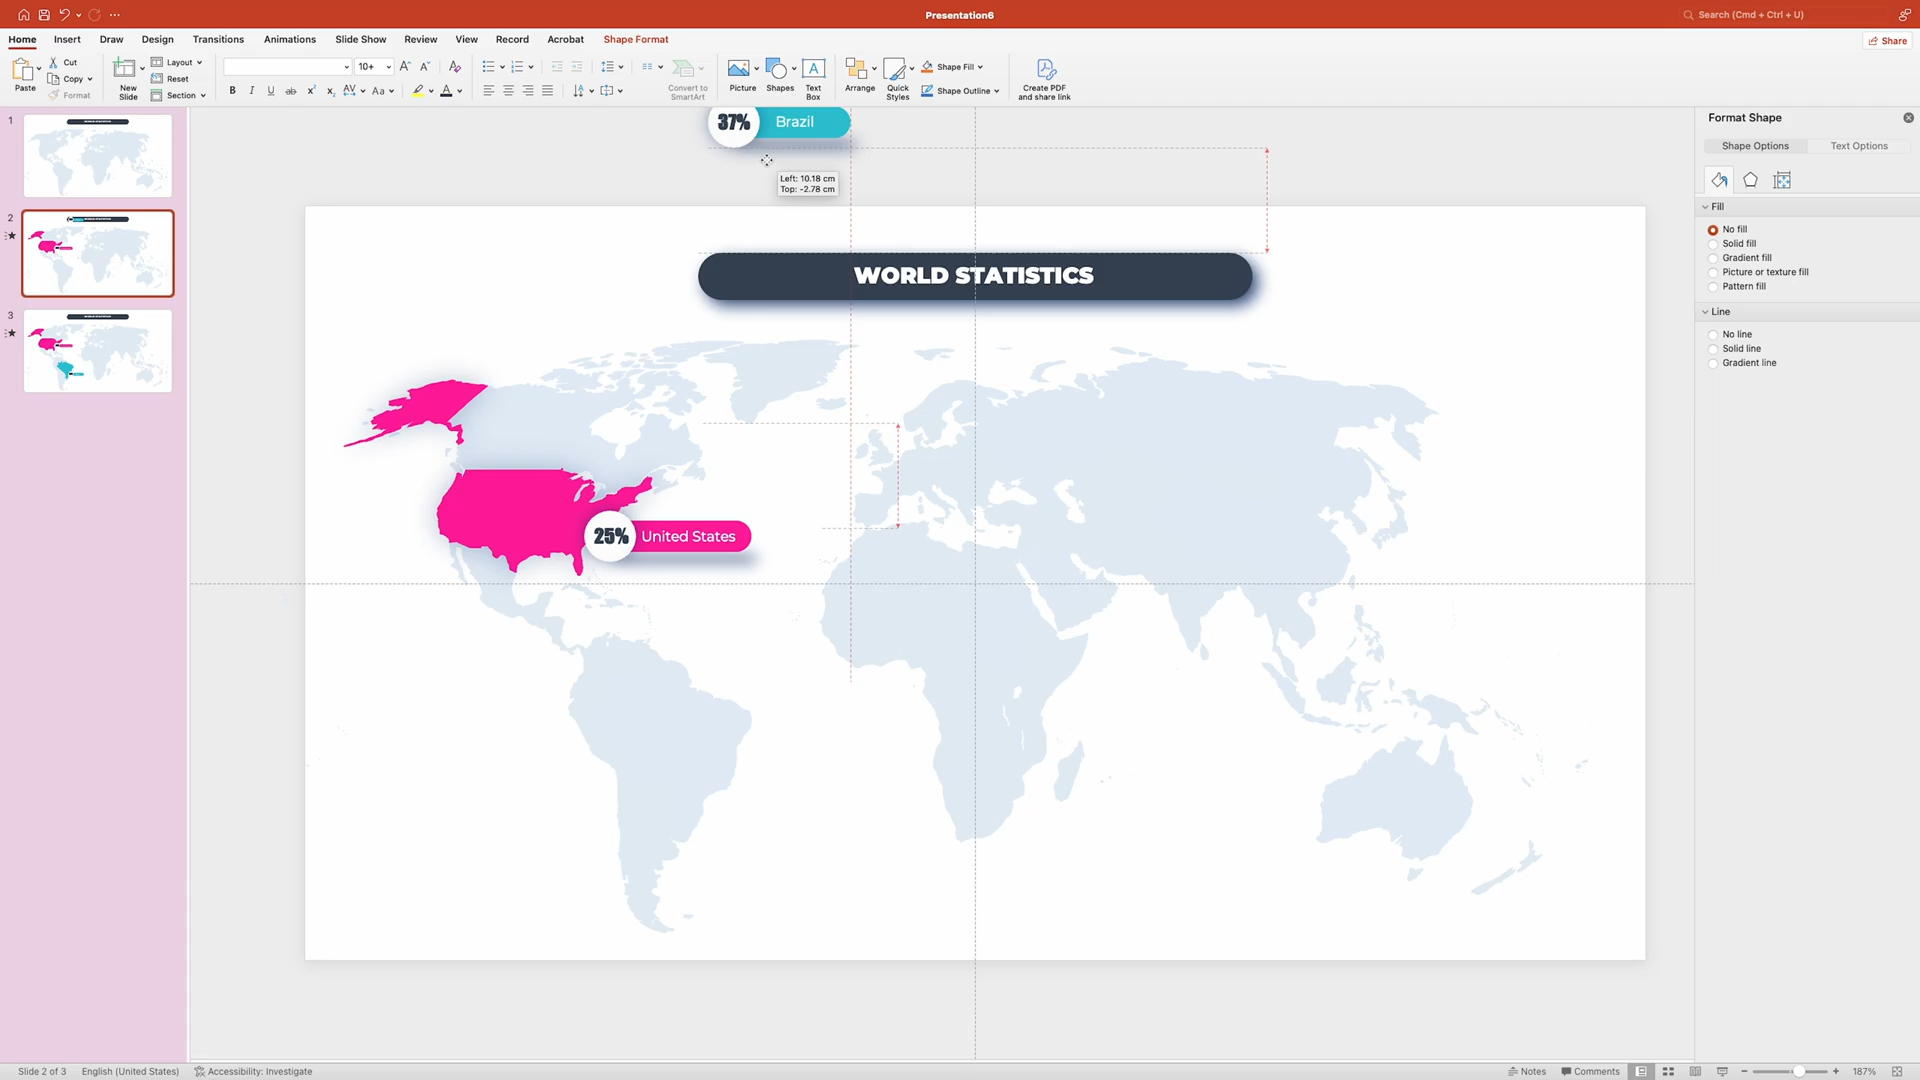 Presentation6
Search (Cmd + Ctrl + U)
Home Insert Draw Design Transitions Animations Slide Show Review View Record Acrobat Shape Format
Share
Paste
Cut
Copy
Format
New Slide
Layout
Reset
Section
10+
Convert to SmartArt
Picture
Shapes
Text Box
Arrange
Quick Styles
Shape Fill
Shape Outline
Create PDF and share link
1
2
3
37% Brazil
Left: 10.18 cm
Top: -2.78 cm
WORLD STATISTICS
25% United States
Format Shape
Shape Options Text Options
Fill
No fill
Solid fill
Gradient fill
Picture or texture fill
Pattern fill
Line
No line
Solid line
Gradient line
Slide 2 of 3 English (United States) Accessibility: Investigate Notes Comments 187%